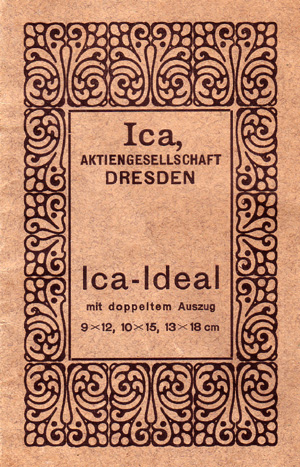 Ica,
AKTIENGESELLSCHAFT
DRESDEN
Ica-Ideal
mit doppeltem Auszug
9×12, 10×15, 13×18 cm